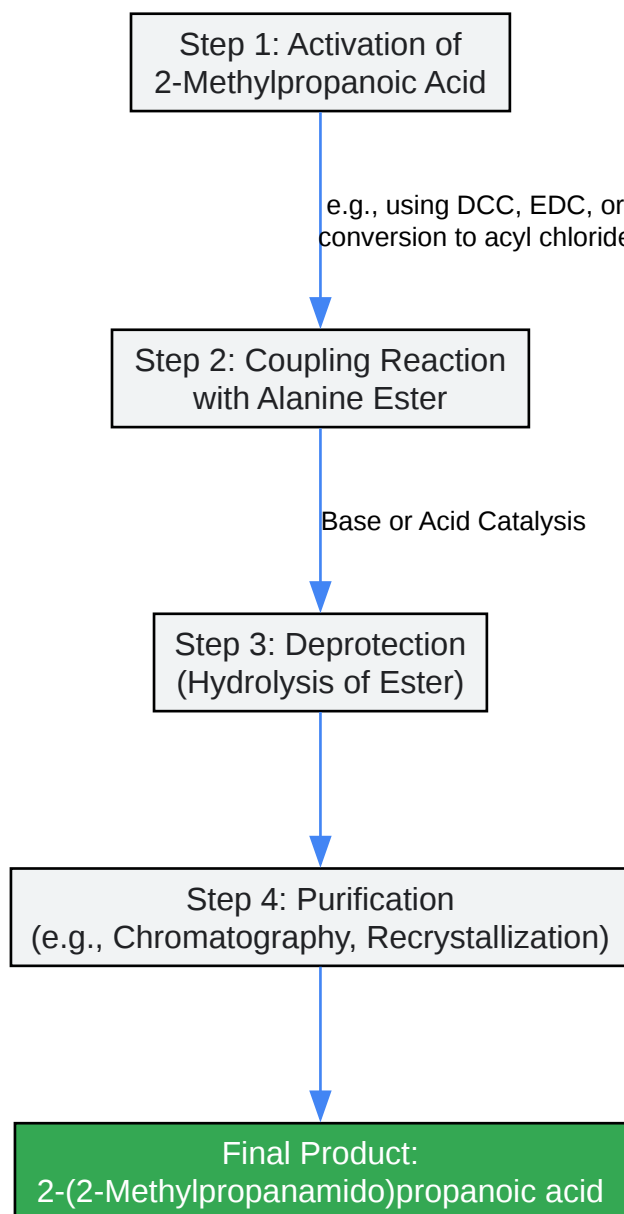 Step 1: Activation of
2-Methylpropanoic Acid
e.g., using DCC, EDC, or
conversion to acyl chloride
Step 2: Coupling Reaction
with Alanine Ester
Base or Acid Catalysis
Step 3: Deprotection
(Hydrolysis of Ester)
Step 4: Purification
(e.g., Chromatography, Recrystallization)
Final Product:
2-(2-Methylpropanamido)propanoic acid